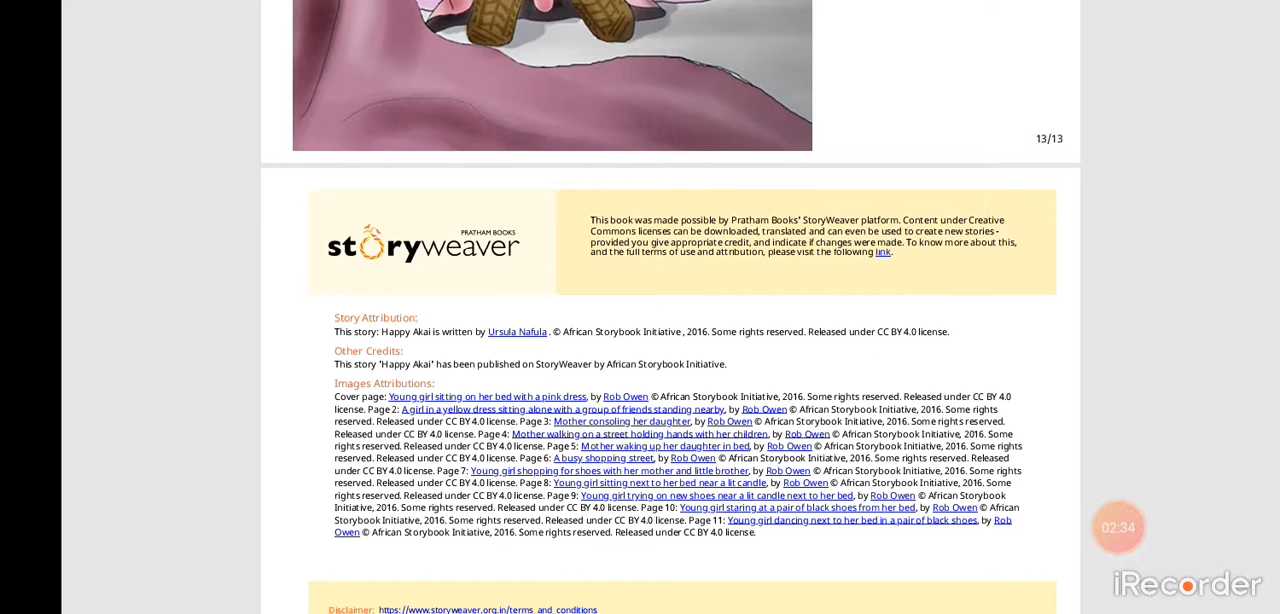 13/13
PRATHAM BOOKS
storyweaver
This book was made possible by Pratham Books' StoryWeaver platform. Content under Creative
Commons licenses can be downloaded, translated and can even be used to create new stories -
provided you give appropriate credit, and indicate if changes were made. To know more about this,
and the full terms of use and attribution, please visit the following link.
Story Attribution:
This story: Happy Akai is written by Ursula Nafula . © African Storybook Initiative , 2016. Some rights reserved. Released under CC BY 4.0 license.
Other Credits:
This story 'Happy Akai' has been published on StoryWeaver by African Storybook Initiative.
Images Attributions:
Cover page: Young girl sitting on her bed with a pink dress, by Rob Owen © African Storybook Initiative, 2016. Some rights reserved. Released under CC BY 4.0
license. Page 2: A girl in a yellow dress sitting alone with a group of friends standing nearby, by Rob Owen © African Storybook Initiative, 2016. Some rights
reserved. Released under CC BY 4.0 license. Page 3: Mother consoling her daughter, by Rob Owen © African Storybook Initiative, 2016. Some rights reserved.
Released under CC BY 4.0 license. Page 4: Mother walking on a street holding hands with her children, by Rob Owen © African Storybook Initiative, 2016. Some
rights reserved. Released under CC BY 4.0 license. Page 5: Mother waking up her daughter in bed, by Rob Owen © African Storybook Initiative, 2016. Some rights
reserved. Released under CC BY 4.0 license. Page 6: A busy shopping street, by Rob Owen © African Storybook Initiative, 2016. Some rights reserved. Released
under CC BY 4.0 license. Page 7: Young girl shopping for shoes with her mother and little brother, by Rob Owen © African Storybook Initiative, 2016. Some rights
reserved. Released under CC BY 4.0 license. Page 8: Young girl sitting next to her bed near a lit candle, by Rob Owen © African Storybook Initiative, 2016. Some
rights reserved. Released under CC BY 4.0 license. Page 9: Young girl trying on new shoes near a lit candle next to her bed, by Rob Owen © African Storybook
Initiative, 2016. Some rights reserved. Released under CC BY 4.0 license. Page 10: Young girl staring at a pair of black shoes from her bed, by Rob Owen © African
Storybook Initiative, 2016. Some rights reserved. Released under CC BY 4.0 license. Page 11: Young girl dancing next to her bed in a pair of black shoes, by Rob
Owen © African Storybook Initiative, 2016. Some rights reserved. Released under CC BY 4.0 license.
02:34
iRecorder
Disclaimer: https://www.storyweaver.org.in/terms_and_conditions